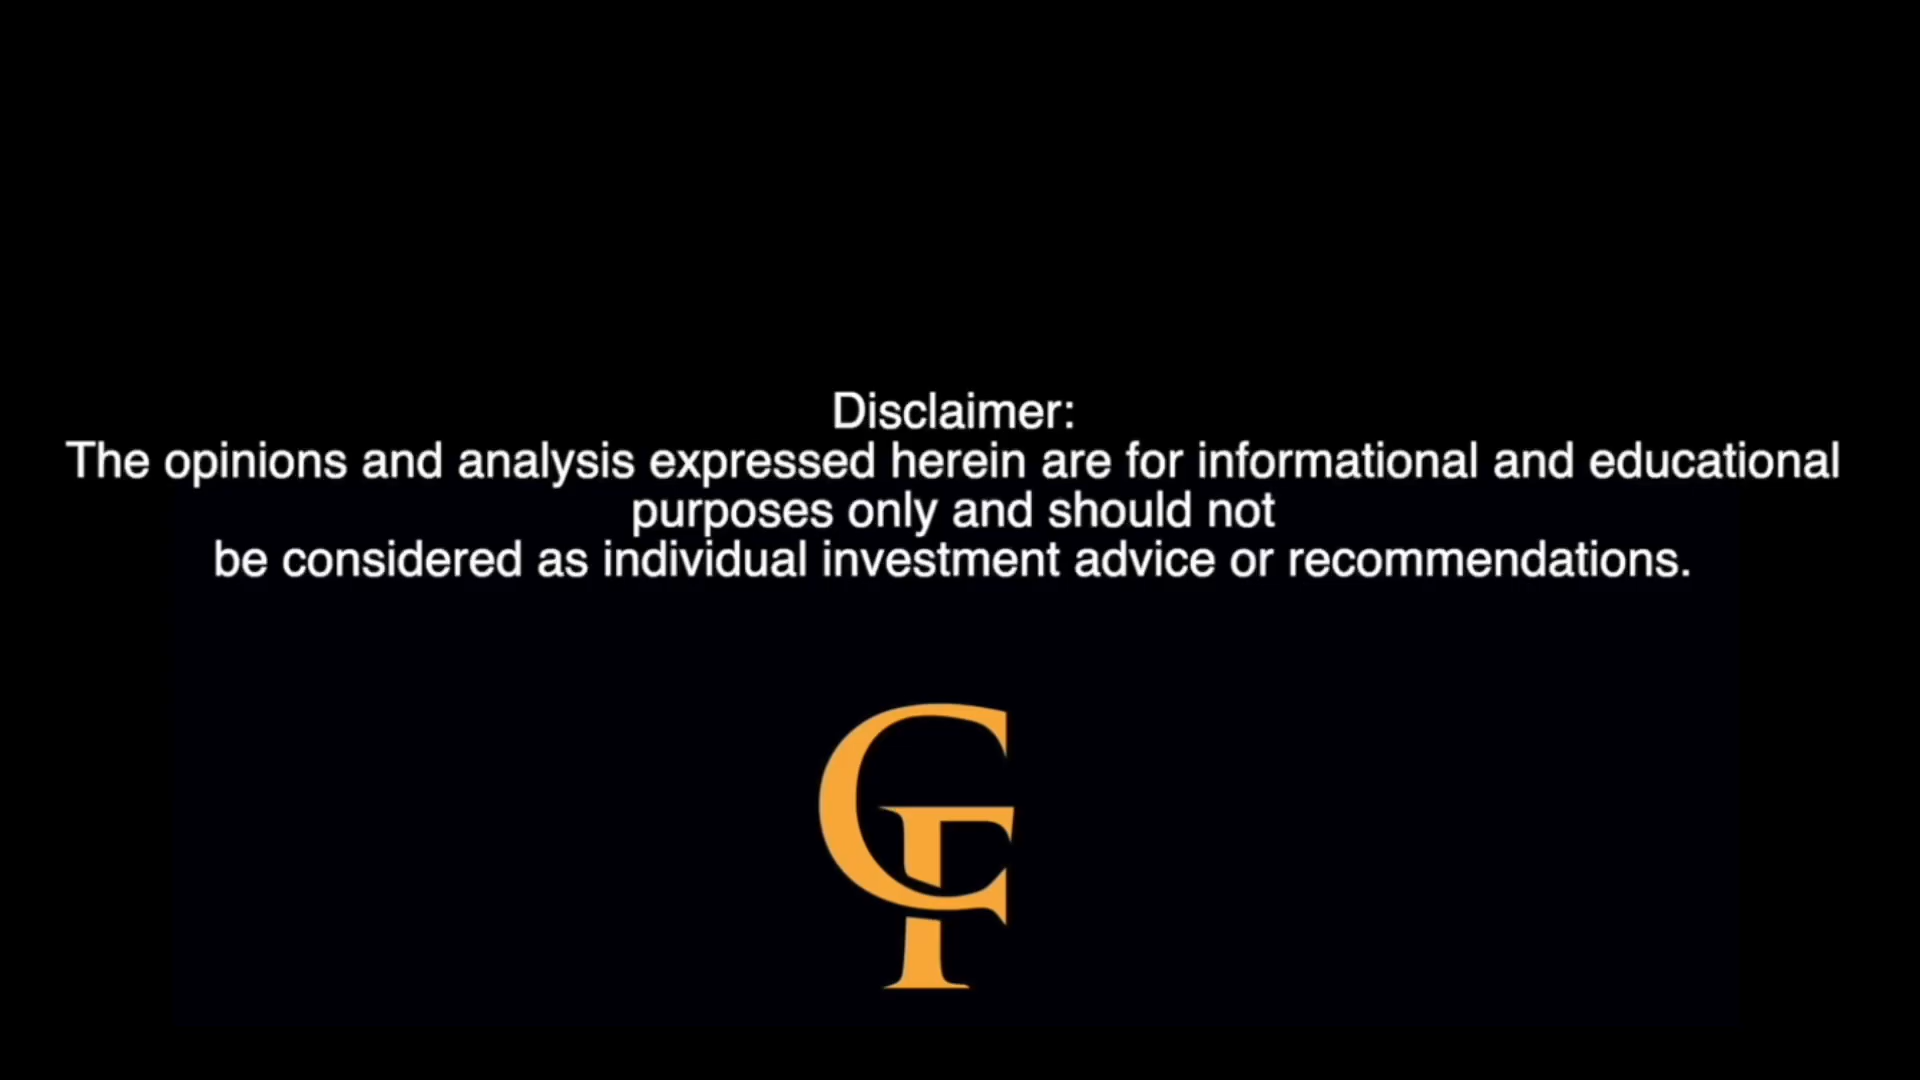 Disclaimer:
The opinions and analysis expressed herein are for informational and educational
purposes only and should not
be considered as individual investment advice or recommendations.
CF